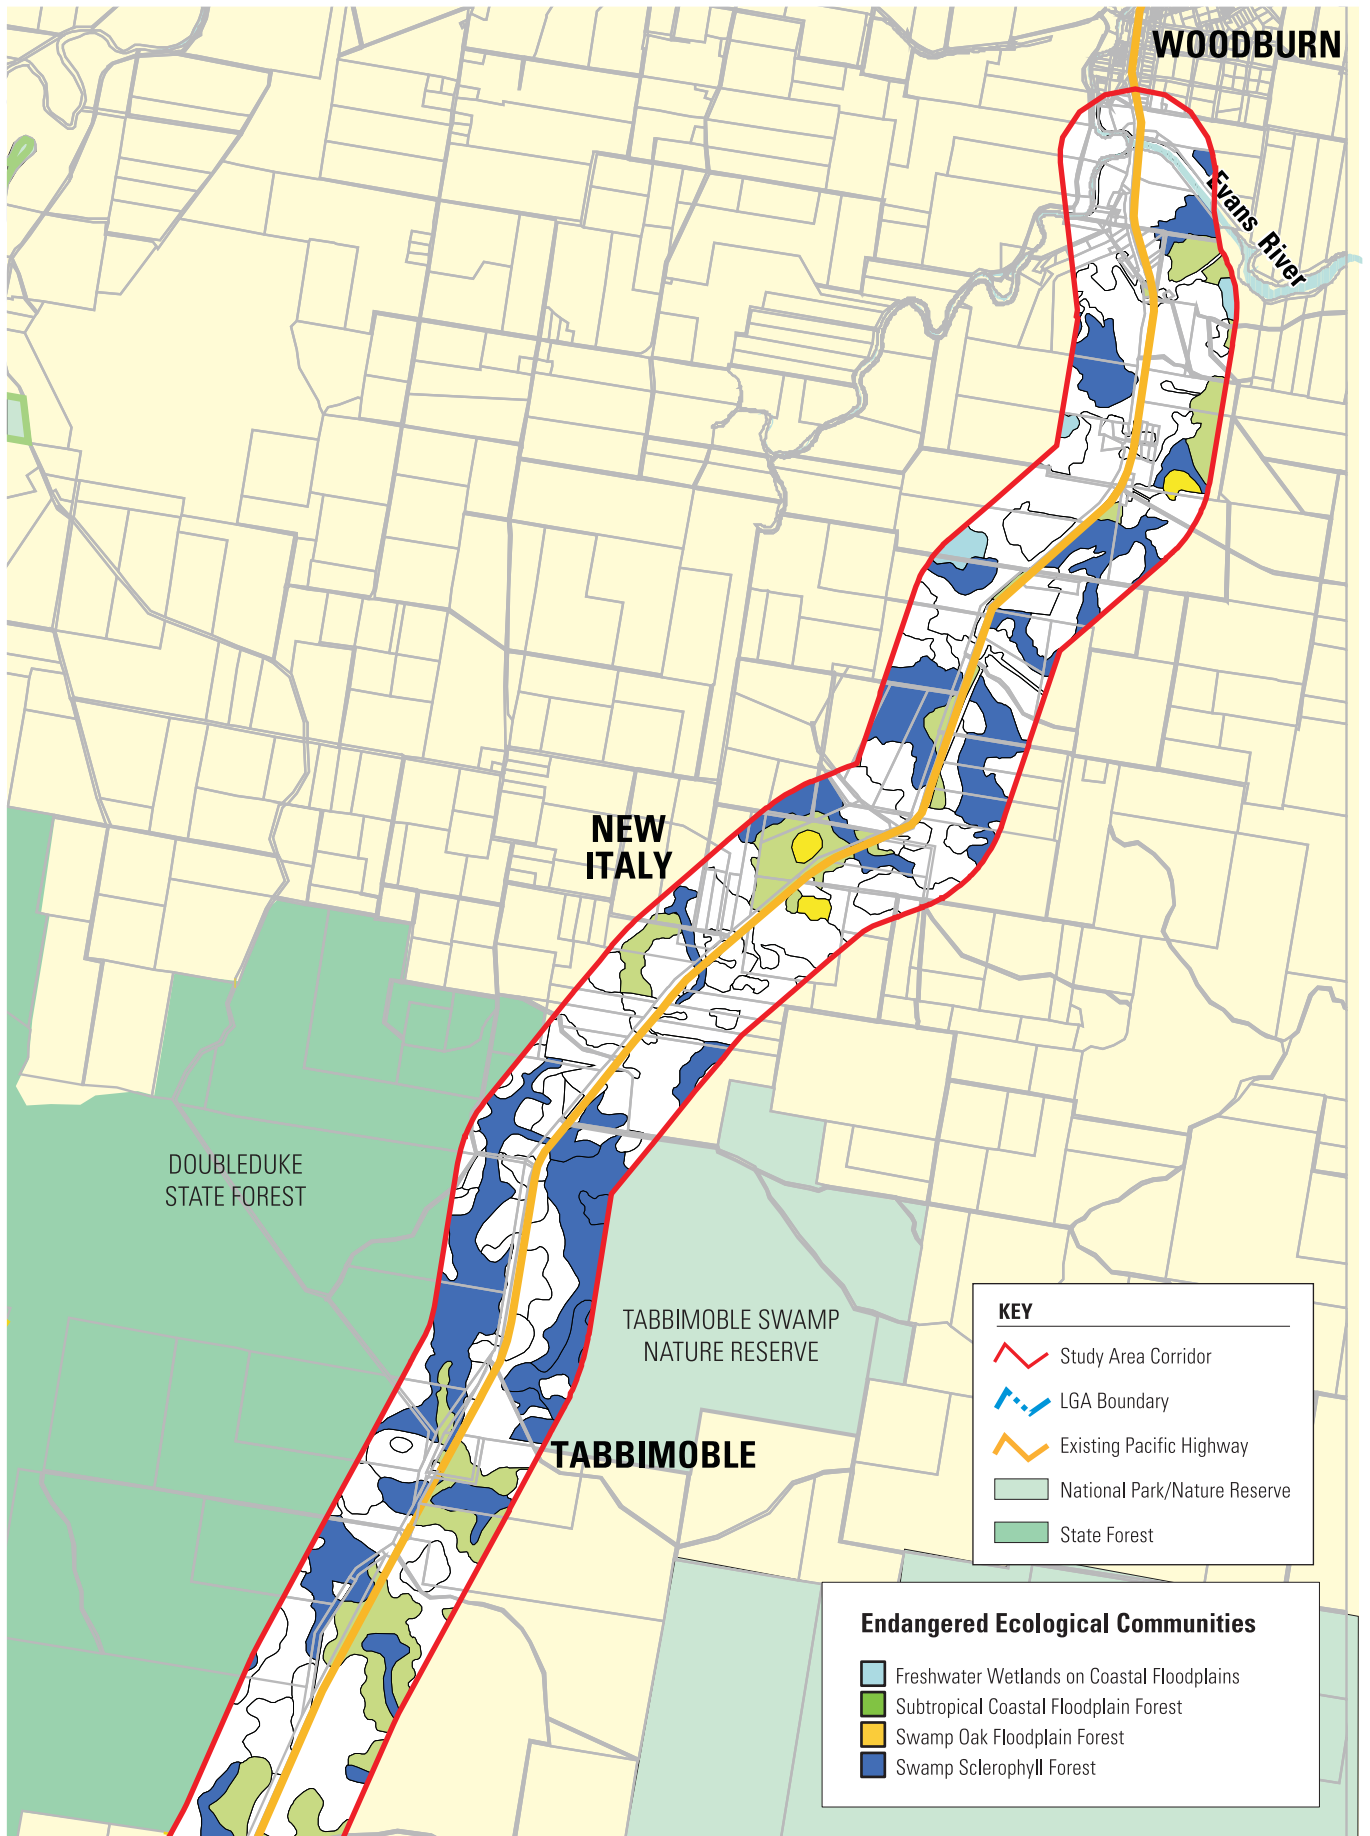 WOODBURN
Evans River
NEW
ITALY
DOUBLEDUKE
STATE FOREST
TABBIMOBLE SWAMP
NATURE RESERVE
TABBIMOBLE
KEY
Study Area Corridor
LGA Boundary
Existing Pacific Highway
National Park/Nature Reserve
State Forest
Endangered Ecological Communities
Freshwater Wetlands on Coastal Floodplains
Subtropical Coastal Floodplain Forest
Swamp Oak Floodplain Forest
Swamp Sclerophyll Forest